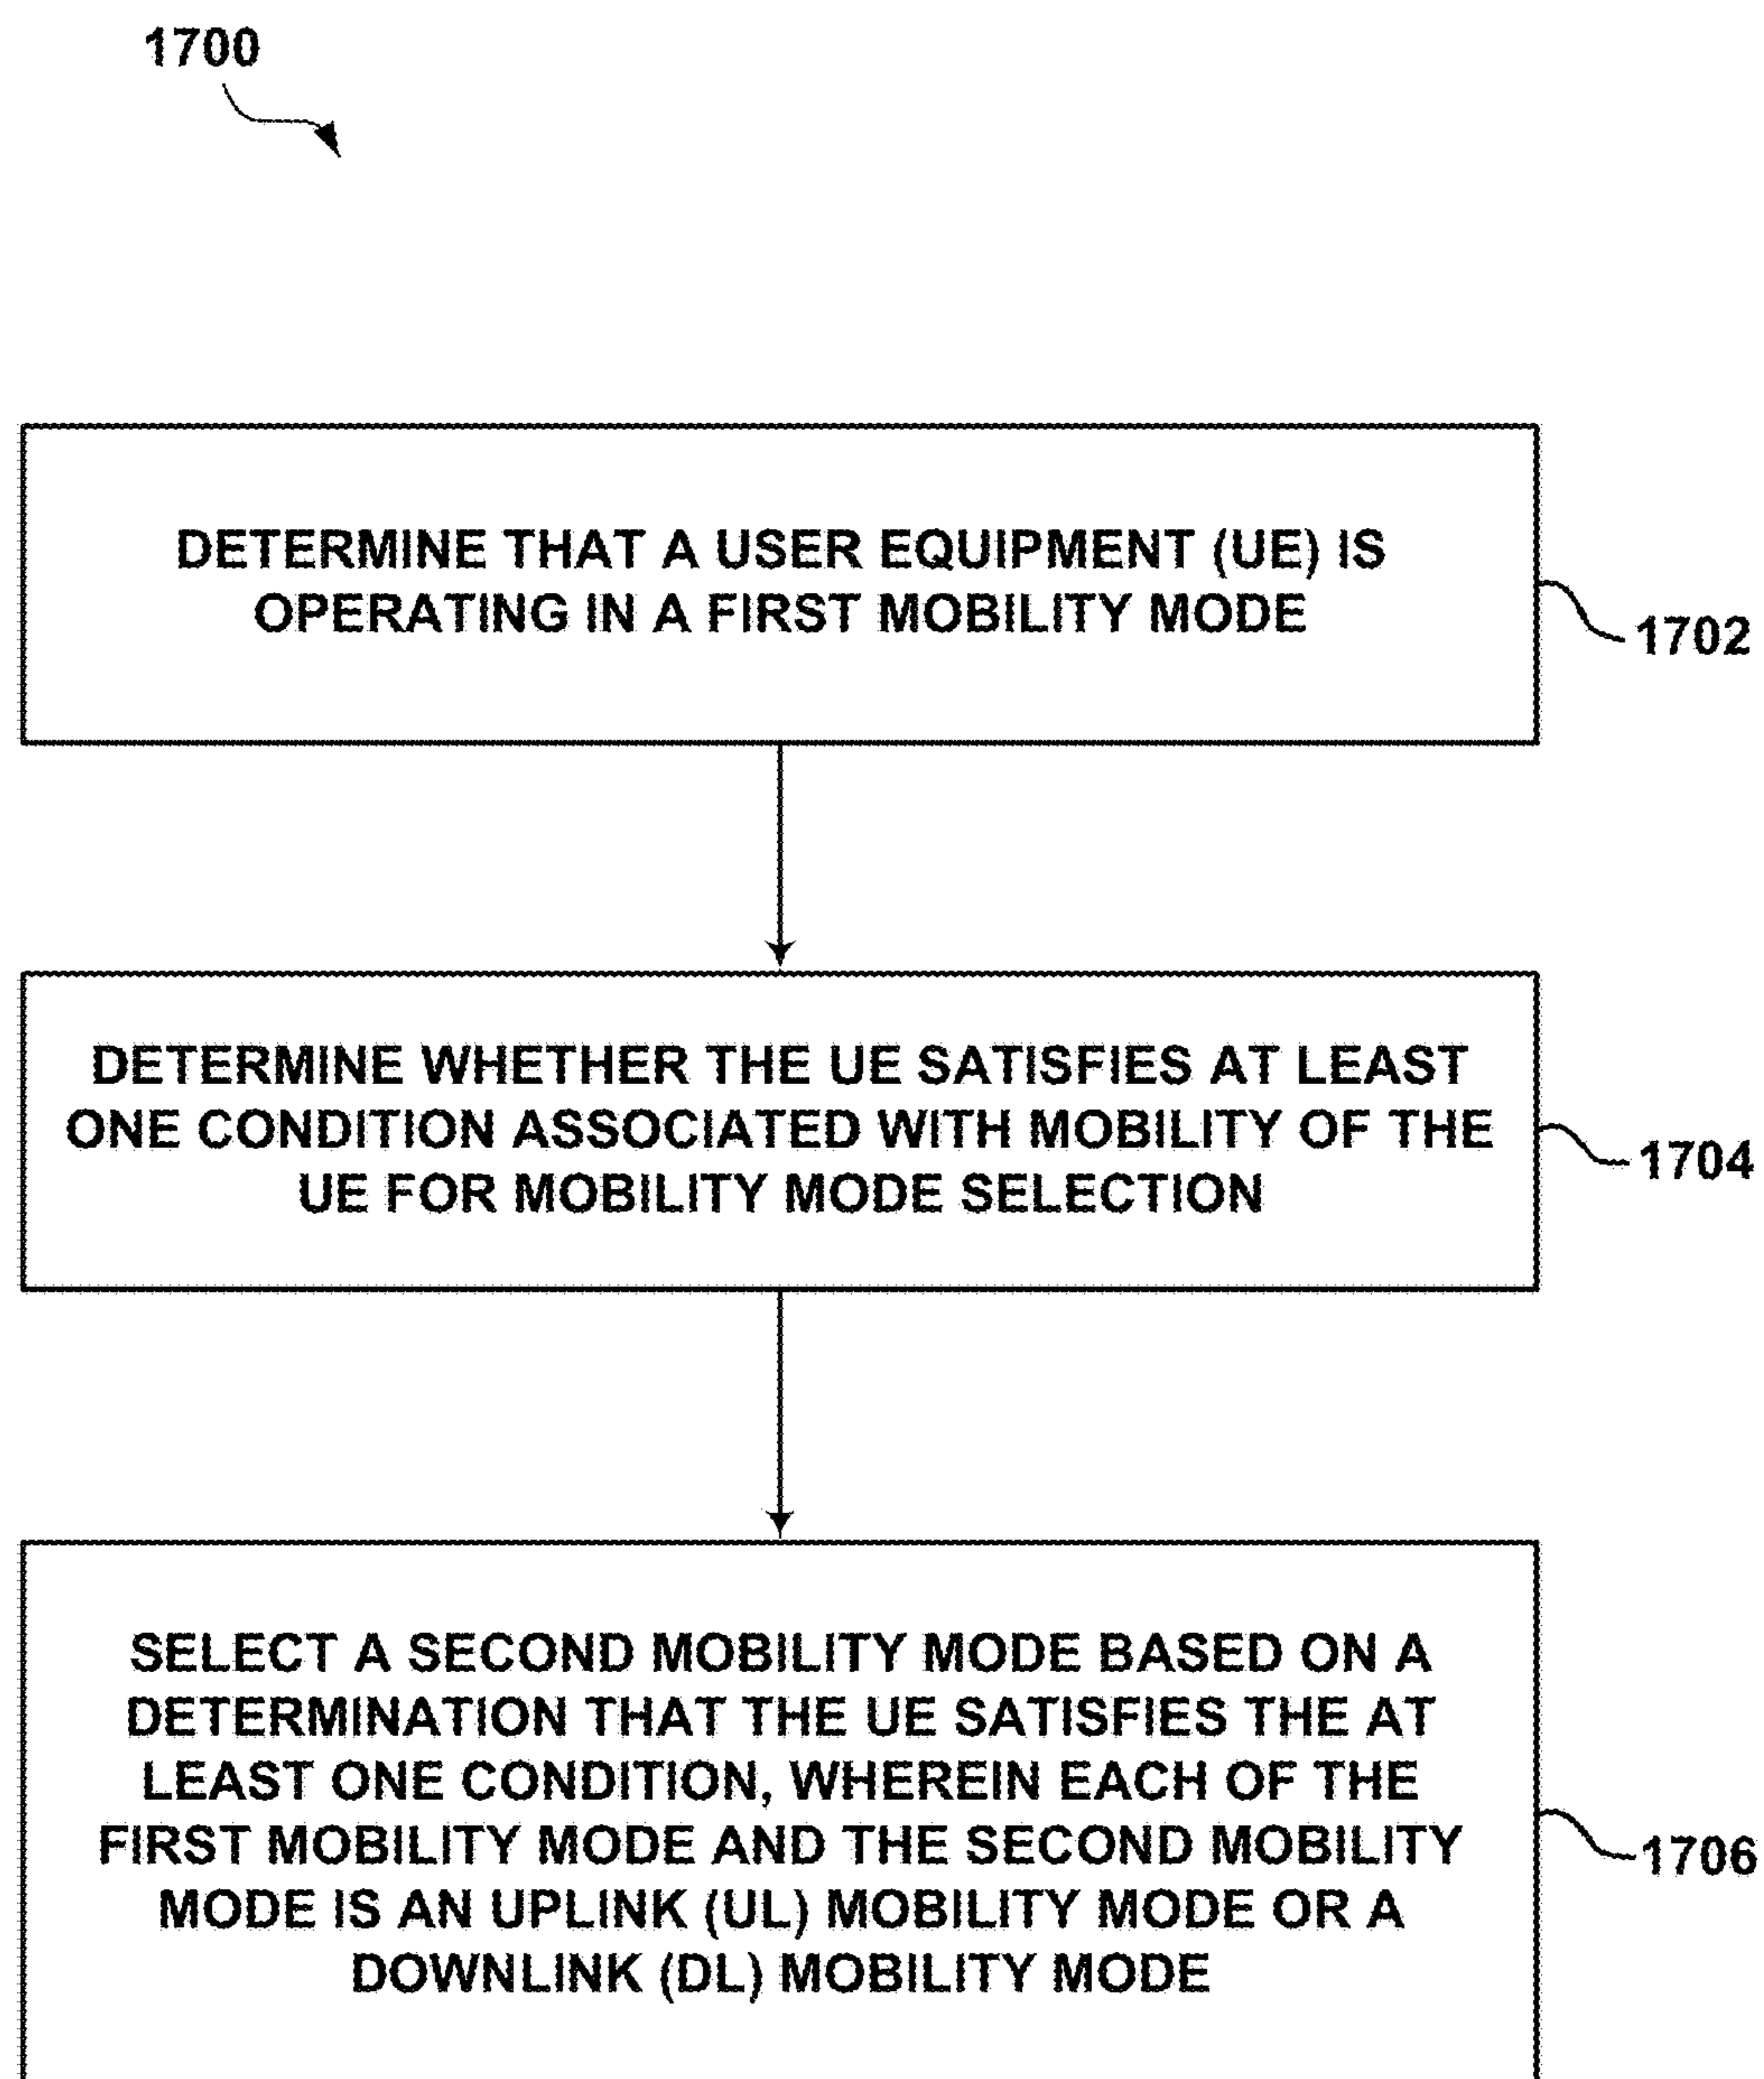 1700
DETERMINE THAT A USER EQUIPMENT (UE) IS
OPERATING IN A FIRST MOBILITY MODE
1702
DETERMINE WHETHER THE UE SATISFIES AT LEAST
ONE CONDITION ASSOCIATED WITH MOBILITY OF THE
UE FOR MOBILITY MODE SELECTION
1704
SELECT A SECOND MOBILITY MODE BASED ON A
DETERMINATION THAT THE UE SATISFIES THE AT
LEAST ONE CONDITION, WHEREIN EACH OF THE
FIRST MOBILITY MODE AND THE SECOND MOBILITY
MODE IS AN UPLINK (UL) MOBILITY MODE OR A
DOWNLINK (DL) MOBILITY MODE
1706